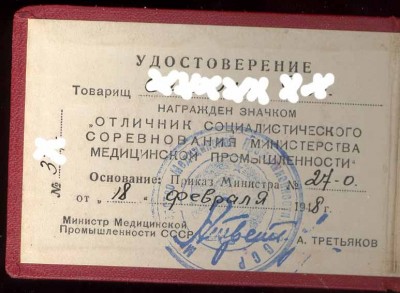 УДОСТОВЕРЕНИЕ
Товарищ
НАГРАЖДЕН ЗНАЧКОМ
„ОТЛИЧНИК СОЦИАЛИСТИЧЕСКОГО
СОРЕВНОВАНИЯ МИНИСТЕРСТВА
МЕДИЦИНСКОЙ ПРОМЫШЛЕННОСТИ"
Основание: Приказ Министра № 27-О.
от „ 18 " февраля 1948 г.
Министр Медицинской
Промышленности СССР
А. ТРЕТЬЯКОВ
№